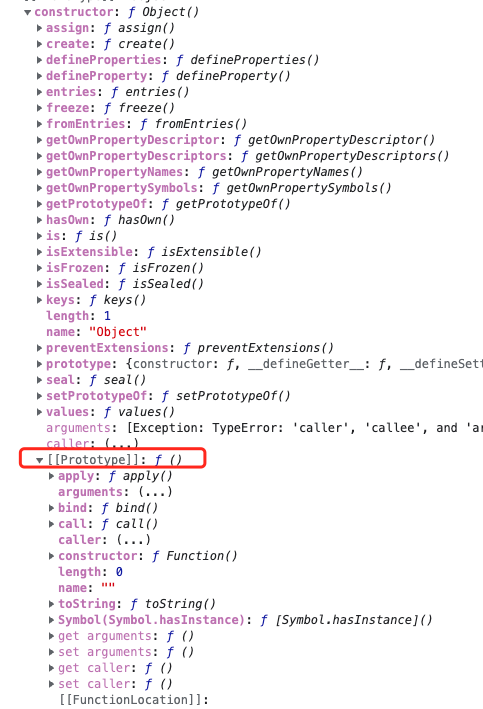 constructor: ƒ Object()
assign: ƒ assign()
create: ƒ create()
defineProperties: ƒ defineProperties()
defineProperty: ƒ defineProperty()
entries: ƒ entries()
freeze: ƒ freeze()
fromEntries: ƒ fromEntries()
getOwnPropertyDescriptor: ƒ getOwnPropertyDescriptor()
getOwnPropertyDescriptors: ƒ getOwnPropertyDescriptors()
getOwnPropertyNames: ƒ getOwnPropertyNames()
getOwnPropertySymbols: ƒ getOwnPropertySymbols()
getPrototypeOf: ƒ getPrototypeOf()
hasOwn: ƒ hasOwn()
is: ƒ is()
isExtensible: ƒ isExtensible()
isFrozen: ƒ isFrozen()
isSealed: ƒ isSealed()
keys: ƒ keys()
length: 1
name: "Object"
preventExtensions: ƒ preventExtensions()
prototype: {constructor: ƒ, __defineGetter__: ƒ, __defineSett
seal: ƒ seal()
setPrototypeOf: ƒ setPrototypeOf()
values: ƒ values()
arguments: [Exception: TypeError: 'caller', 'callee', and 'ar
caller: (...)
[[Prototype]]: ƒ ()
apply: ƒ apply()
arguments: (...)
bind: ƒ bind()
call: ƒ call()
caller: (...)
constructor: ƒ Function()
length: 0
name: ""
toString: ƒ toString()
Symbol(Symbol.hasInstance): ƒ [Symbol.hasInstance]()
get arguments: ƒ ()
set arguments: ƒ ()
get caller: ƒ ()
set caller: ƒ ()
[[FunctionLocation]]: